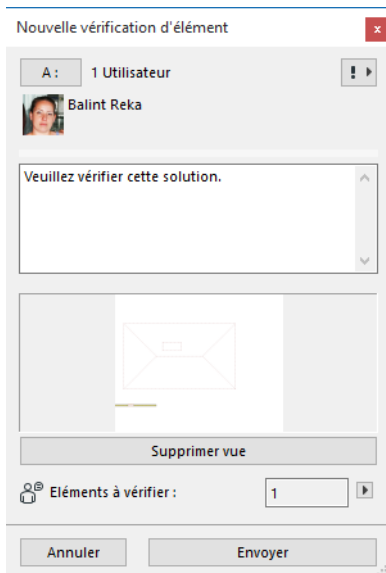 Nouvelle vérification d'élément
x
A :
1 Utilisateur
!
Balint Reka
Veuillez vérifier cette solution.
Supprimer vue
Eléments à vérifier :
1
Annuler
Envoyer